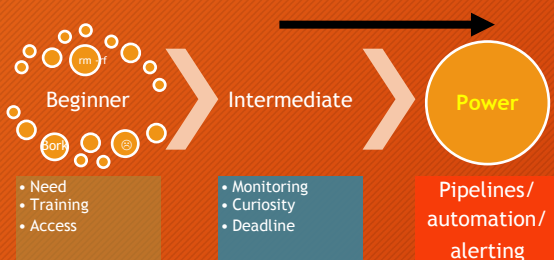 rm -rf
Beginner
Intermediate
Power
Bork
☹
• Need
• Training
• Access
• Monitoring
• Curiosity
• Deadline
Pipelines/
automation/
alerting